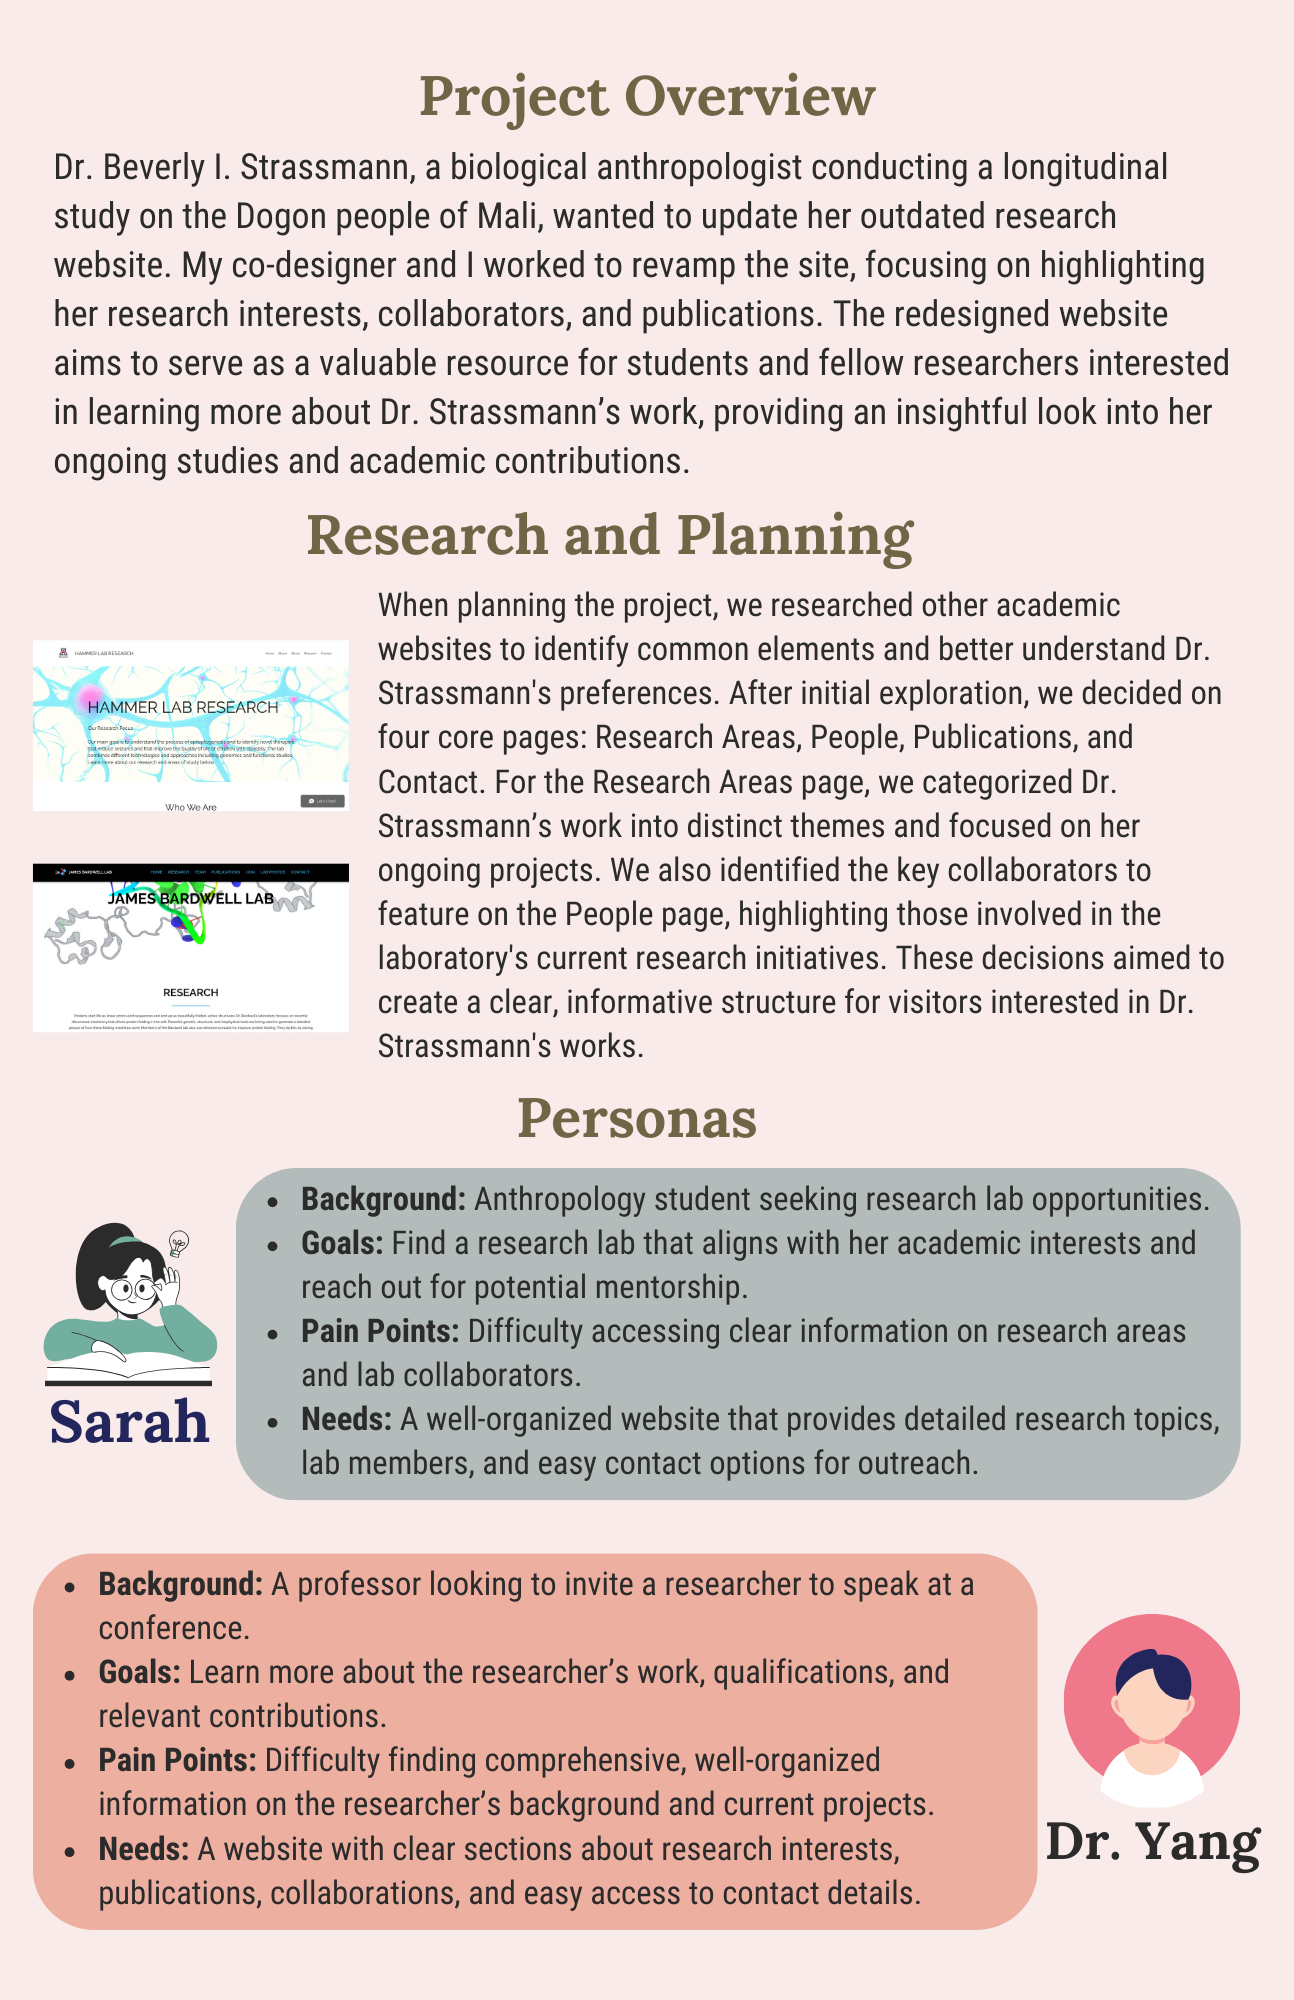 Project Overview
Dr. Beverly I. Strassmann, a biological anthropologist conducting a longitudinal
study on the Dogon people of Mali, wanted to update her outdated research
website. My co-designer and I worked to revamp the site, focusing on highlighting
her research interests, collaborators, and publications. The redesigned website
aims to serve as a valuable resource for students and fellow researchers interested
in learning more about Dr. Strassmann’s work, providing an insightful look into her
ongoing studies and academic contributions.
Research and Planning
HAMMER LAB RESEARCH
HAMMER LAB RESEARCH
Our Research Focus
Who We Are
Let's Chat!
JAMES BARDWELL LAB
HOME RESEARCH TEAM PUBLICATIONS JOIN LAB PHOTOS CONTACT
JAMES BARDWELL LAB
RESEARCH
When planning the project, we researched other academic
websites to identify common elements and better understand Dr.
Strassmann's preferences. After initial exploration, we decided on
four core pages: Research Areas, People, Publications, and
Contact. For the Research Areas page, we categorized Dr.
Strassmann’s work into distinct themes and focused on her
ongoing projects. We also identified the key collaborators to
feature on the People page, highlighting those involved in the
laboratory's current research initiatives. These decisions aimed to
create a clear, informative structure for visitors interested in Dr.
Strassmann's works.
Personas
Sarah
• Background: Anthropology student seeking research lab opportunities.
• Goals: Find a research lab that aligns with her academic interests and
reach out for potential mentorship.
• Pain Points: Difficulty accessing clear information on research areas
and lab collaborators.
• Needs: A well-organized website that provides detailed research topics,
lab members, and easy contact options for outreach.
• Background: A professor looking to invite a researcher to speak at a
conference.
• Goals: Learn more about the researcher’s work, qualifications, and
relevant contributions.
• Pain Points: Difficulty finding comprehensive, well-organized
information on the researcher’s background and current projects.
• Needs: A website with clear sections about research interests,
publications, collaborations, and easy access to contact details.
Dr. Yang